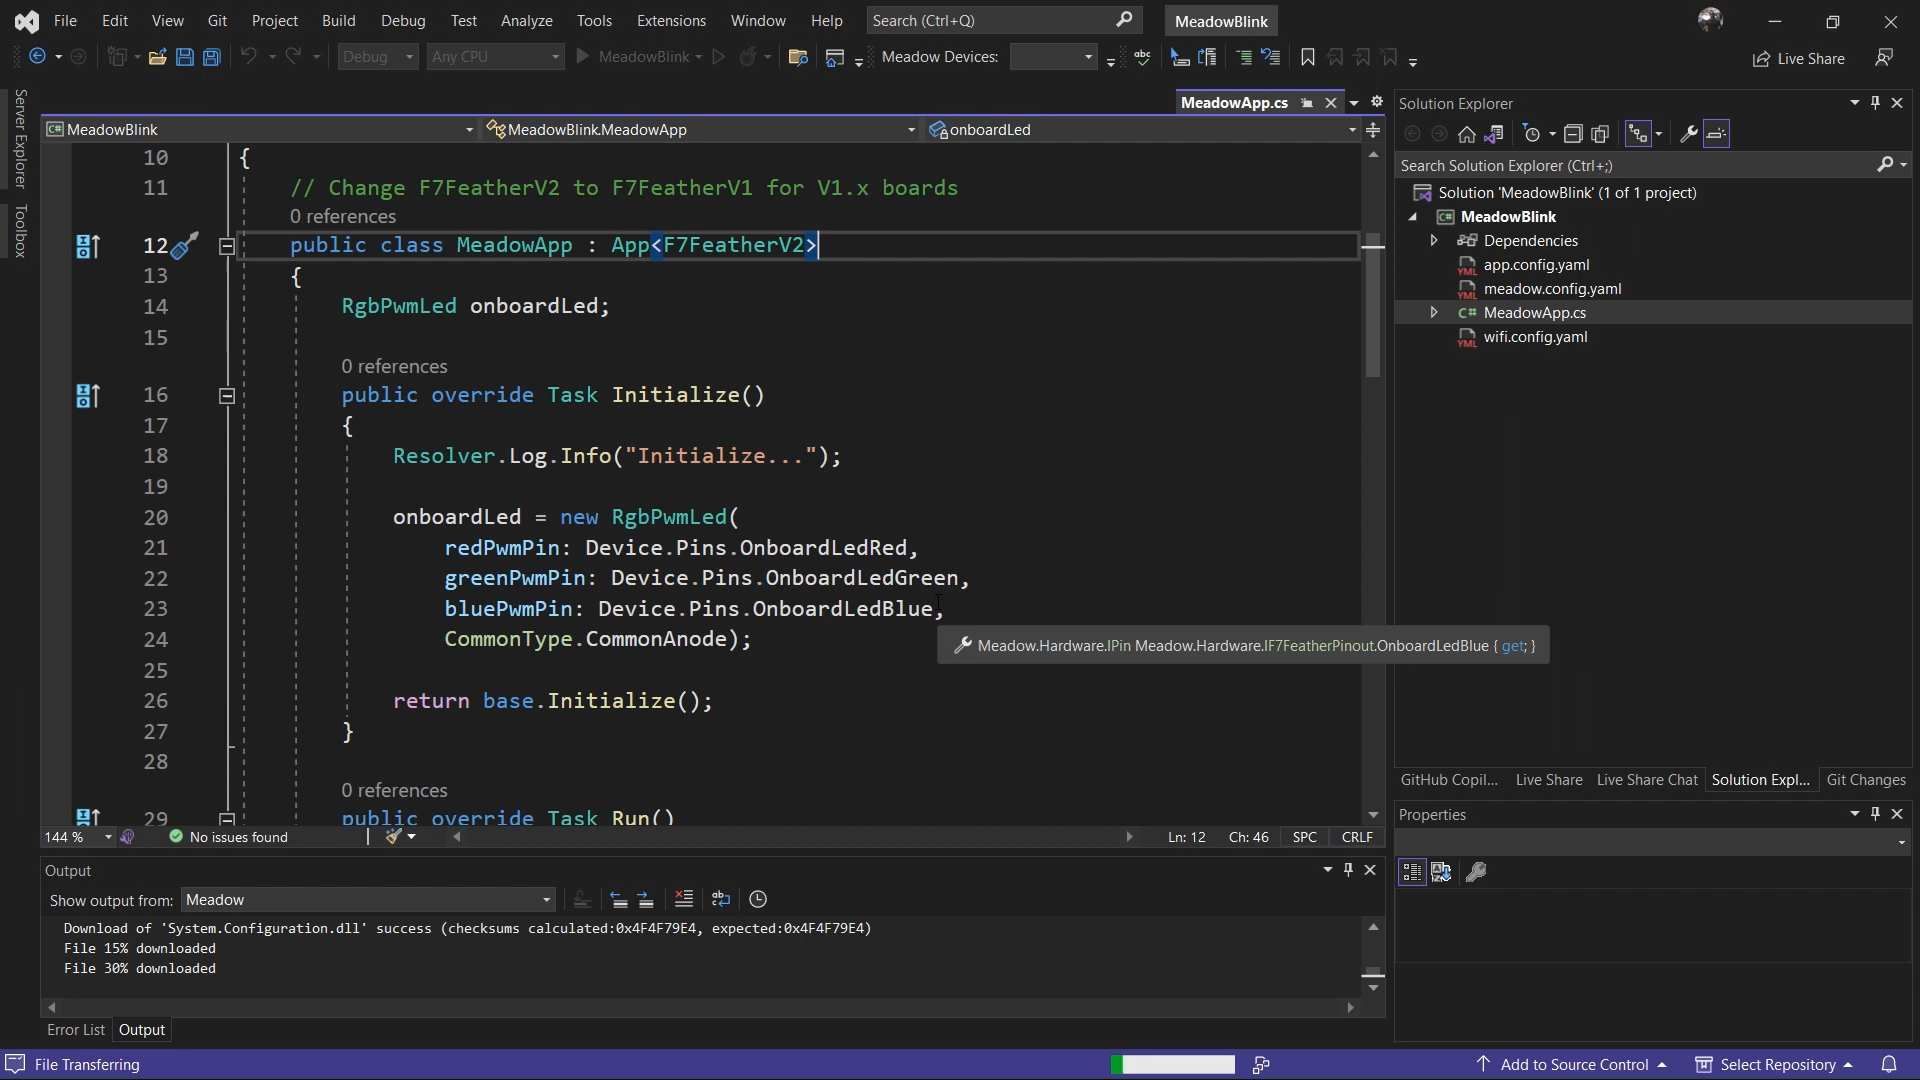 File Edit View Git Project Build Debug Test Analyze Tools Extensions Window Help Search (Ctrl+Q) MeadowBlink
Debug Any CPU MeadowBlink Meadow Devices: abc Live Share
Server Explorer
Toolbox
MeadowApp.cs
C# MeadowBlink MeadowBlink.MeadowApp onboardLed
10 {
11 // Change F7FeatherV2 to F7FeatherV1 for V1.x boards
0 references
12 public class MeadowApp : App<F7FeatherV2>
13 {
14 RgbPwmLed onboardLed;
15
0 references
16 public override Task Initialize()
17 {
18 Resolver.Log.Info("Initialize...");
19
20 onboardLed = new RgbPwmLed(
21 redPwmPin: Device.Pins.OnboardLedRed,
22 greenPwmPin: Device.Pins.OnboardLedGreen,
23 bluePwmPin: Device.Pins.OnboardLedBlue,
24 CommonType.CommonAnode);
Meadow.Hardware.IPin Meadow.Hardware.IF7FeatherPinout.OnboardLedBlue { get; }
25
26 return base.Initialize();
27 }
28
0 references
29 public override Task Run()
144 % No issues found Ln: 12 Ch: 46 SPC CRLF
Output
Show output from: Meadow
Download of 'System.Configuration.dll' success (checksums calculated:0x4F4F79E4, expected:0x4F4F79E4)
File 15% downloaded
File 30% downloaded
Error List Output
Solution Explorer
Search Solution Explorer (Ctrl+;)
Solution 'MeadowBlink' (1 of 1 project)
C# MeadowBlink
Dependencies
YML app.config.yaml
YML meadow.config.yaml
C# MeadowApp.cs
YML wifi.config.yaml
GitHub Copil... Live Share Live Share Chat Solution Expl... Git Changes
Properties
File Transferring Add to Source Control Select Repository